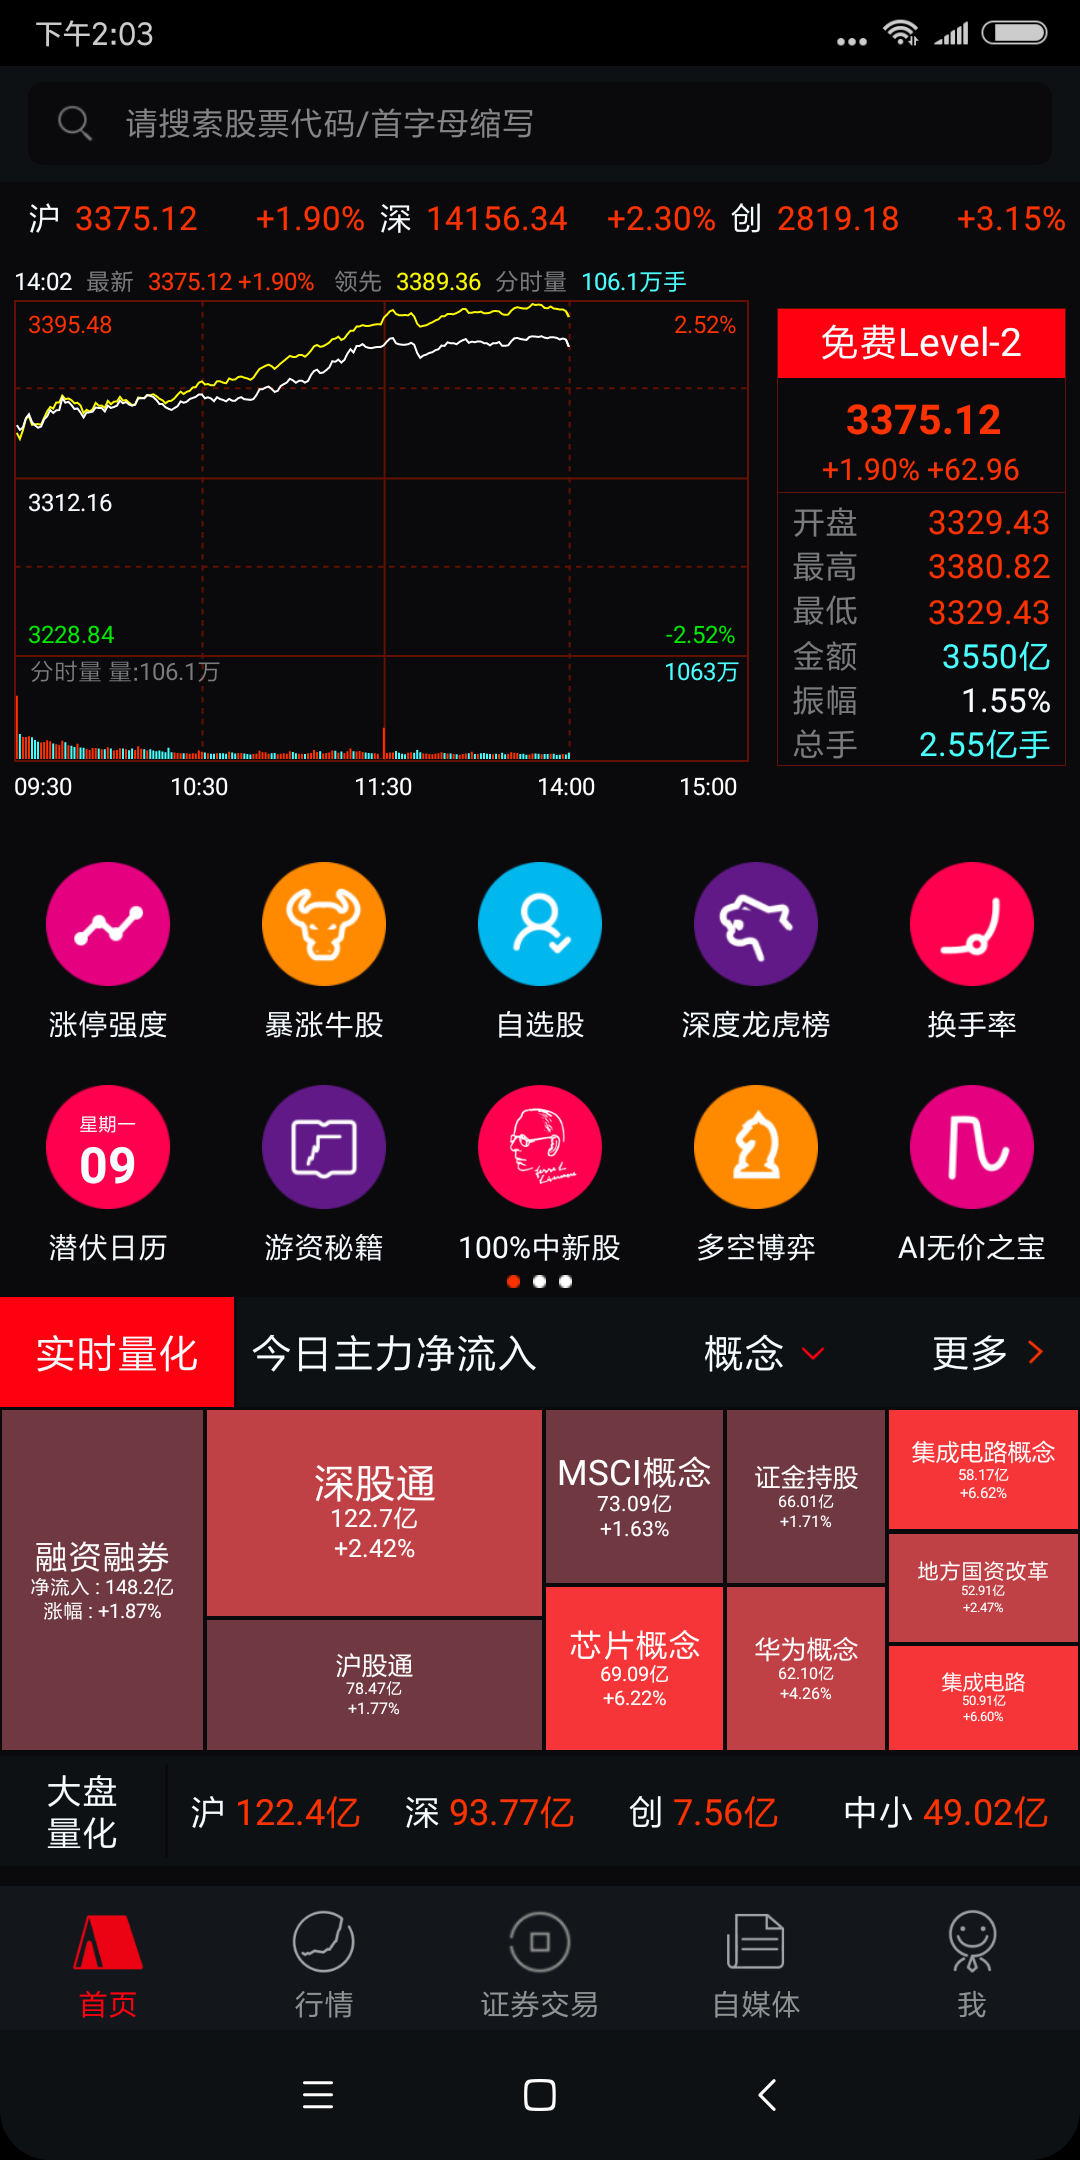 下午2:03
请搜索股票代码/首字母缩写
沪 3375.12 +1.90% 深 14156.34 +2.30% 创 2819.18 +3.15%
14:02 最新 3375.12 +1.90% 领先 3389.36 分时量 106.1万手
3395.48 2.52%
3312.16
3228.84 -2.52%
分时量 量:106.1万 1063万
09:30 10:30 11:30 14:00 15:00
免费Level-2
3375.12
+1.90% +62.96
开盘 3329.43
最高 3380.82
最低 3329.43
金额 3550亿
振幅 1.55%
总手 2.55亿手
涨停强度 暴涨牛股 自选股 深度龙虎榜 换手率
星期一
09
潜伏日历 游资秘籍 100%中新股 多空博弈 AI无价之宝
实时量化 今日主力净流入 概念 更多
融资融券
净流入 : 148.2亿
涨幅 : +1.87%
深股通
122.7亿
+2.42%
沪股通
78.47亿
+1.77%
MSCI概念
73.09亿
+1.63%
芯片概念
69.09亿
+6.22%
证金持股
66.01亿
+1.71%
华为概念
62.10亿
+4.26%
集成电路概念
58.17亿
+6.62%
地方国资改革
52.91亿
+2.47%
集成电路
50.91亿
+6.60%
大盘
量化
沪 122.4亿 深 93.77亿 创 7.56亿 中小 49.02亿
首页 行情 证券交易 自媒体 我